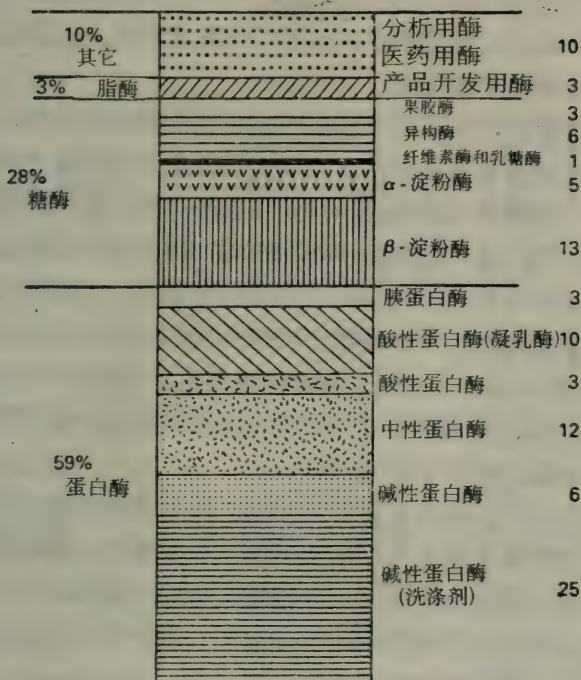 10%
其它
3% 脂酶
28%
糖酶
59%
蛋白酶
分析用酶
医药用酶 10
产品开发用酶 3
果胶酶 3
异构酶 6
纤维素酶和乳糖酶 1
α-淀粉酶 5
β-淀粉酶 13
胰蛋白酶 3
酸性蛋白酶(凝乳酶)10
酸性蛋白酶 3
中性蛋白酶 12
碱性蛋白酶 6
碱性蛋白酶
(洗涤剂) 25